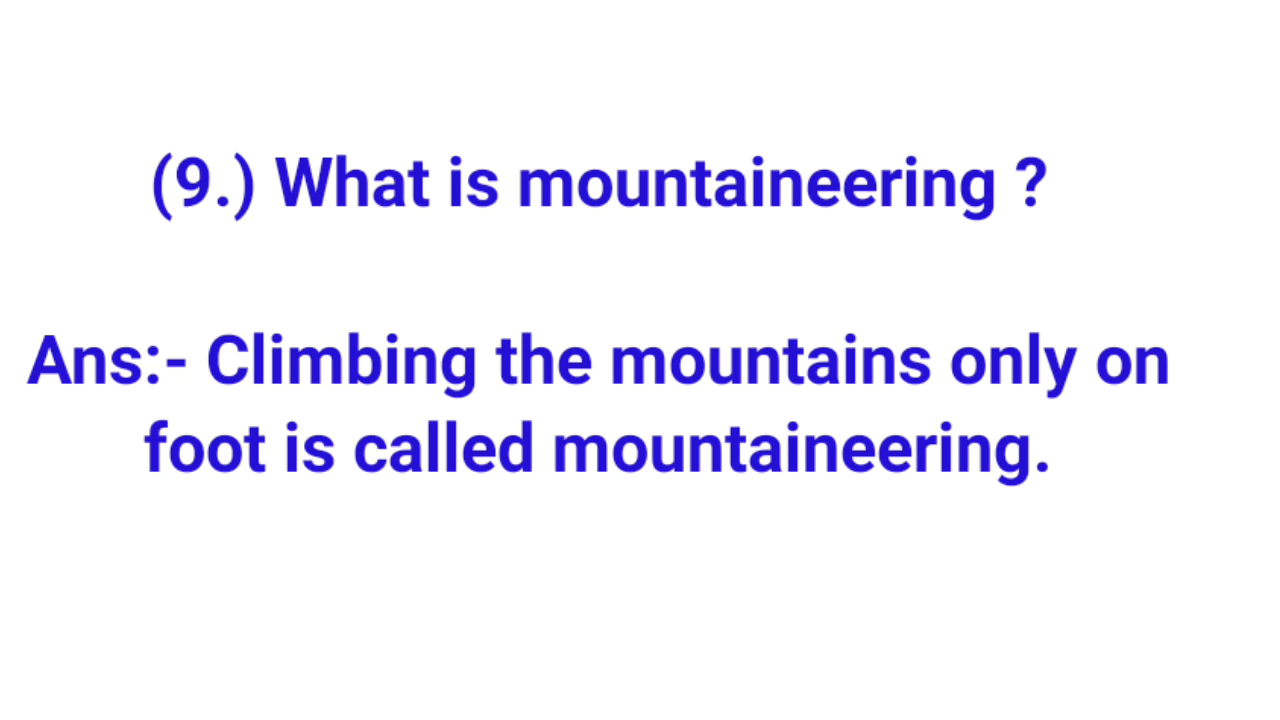 (9.) What is mountaineering ?
Ans:- Climbing the mountains only on
foot is called mountaineering.